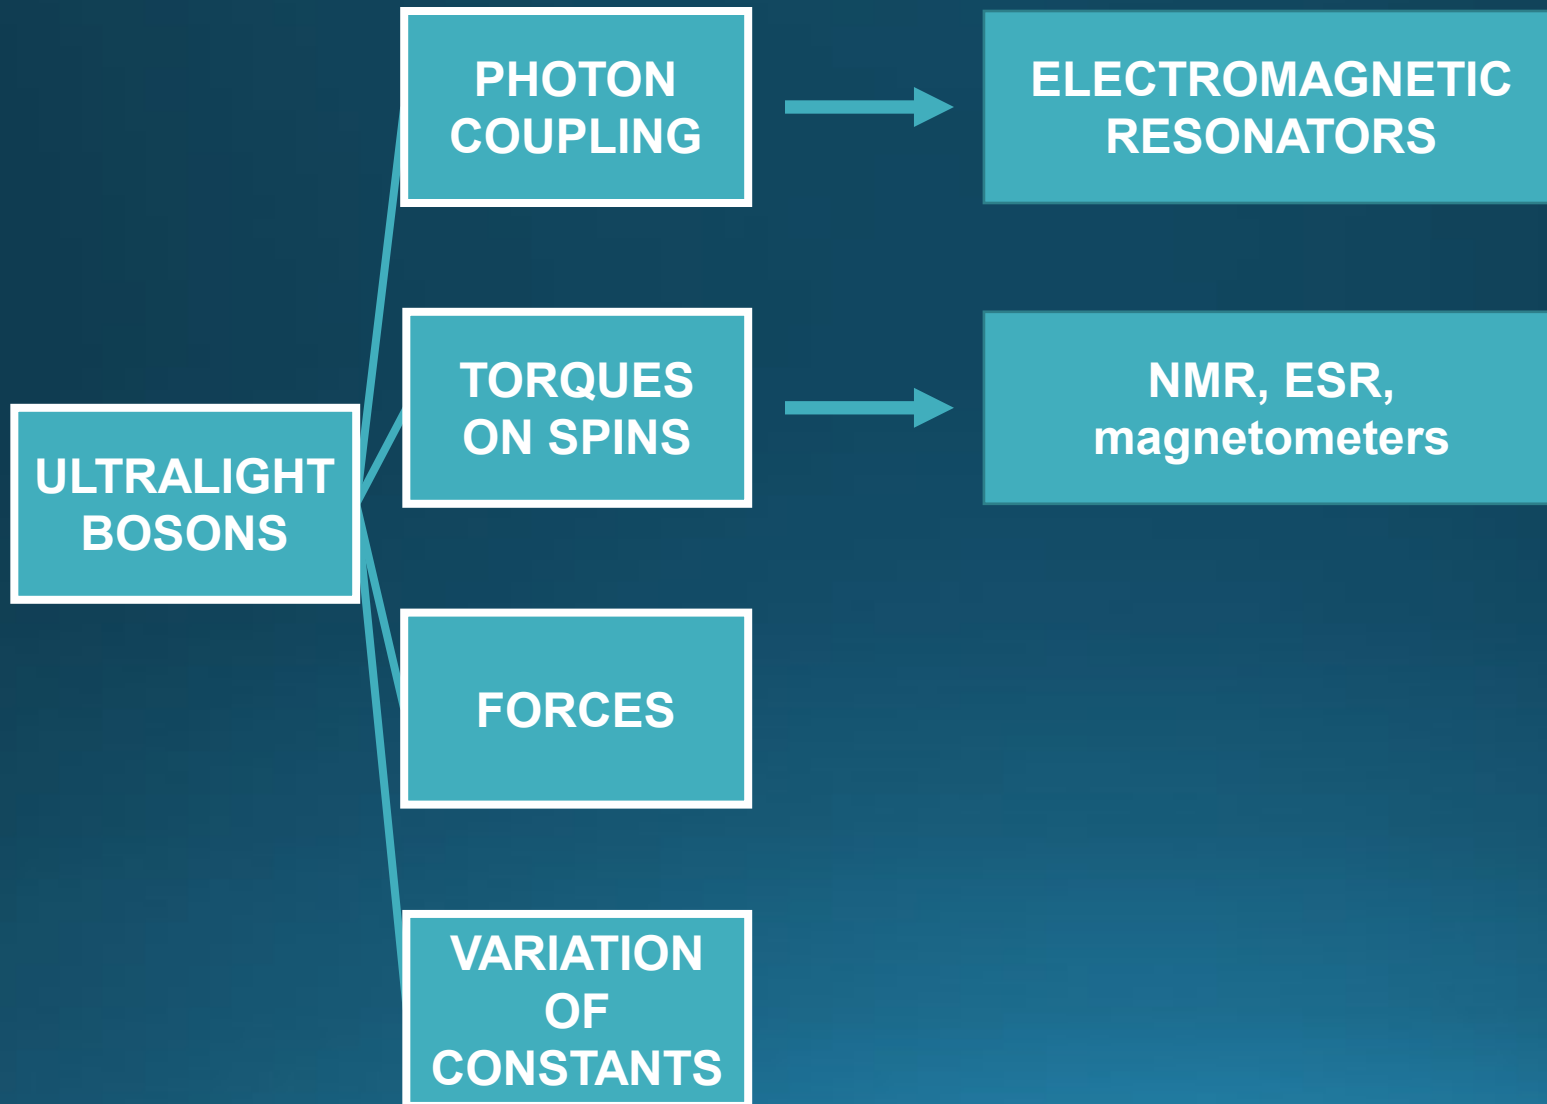 PHOTON
COUPLING
ELECTROMAGNETIC
RESONATORS
TORQUES
ON SPINS
NMR, ESR,
magnetometers
ULTRALIGHT
BOSONS
FORCES
VARIATION
OF
CONSTANTS